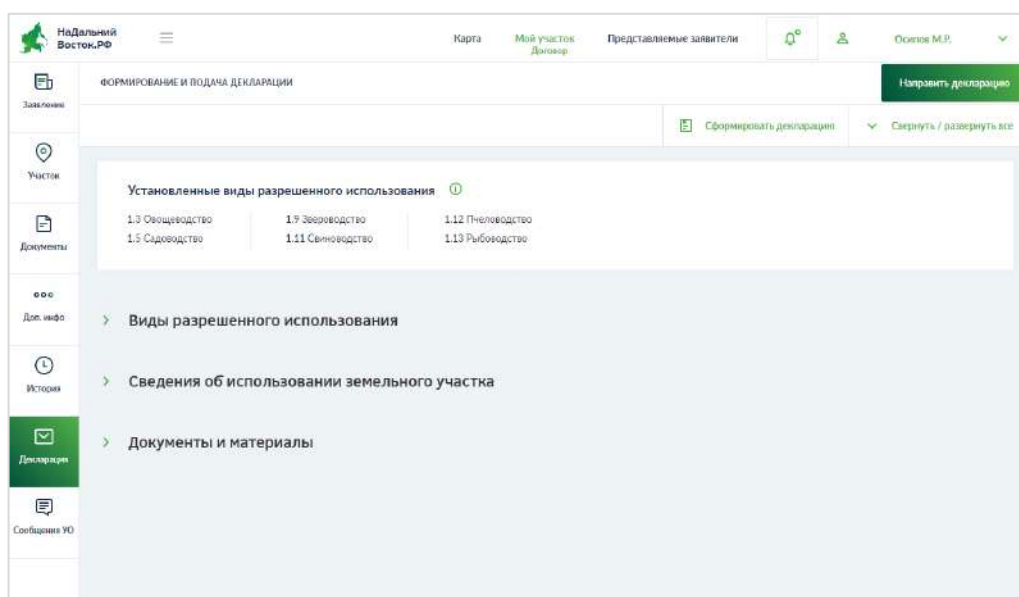 НаДальний
Восток.РФ
Карта
Мой участок
Договор
Представляемые заявители
Осипов М.Р.
Заявление
ФОРМИРОВАНИЕ И ПОДАЧА ДЕКЛАРАЦИИ
Направить декларацию
Сформировать декларацию
Свернуть / развернуть все
Участок
Установленные виды разрешенного использования
1.3 Овощеводство
1.9 Звероводство
1.12 Пчеловодство
1.5 Садоводство
1.11 Свиноводство
1.13 Рыбоводство
Документы
Доп. инфо
Виды разрешенного использования
История
Сведения об использовании земельного участка
Декларация
Документы и материалы
Сообщения УО